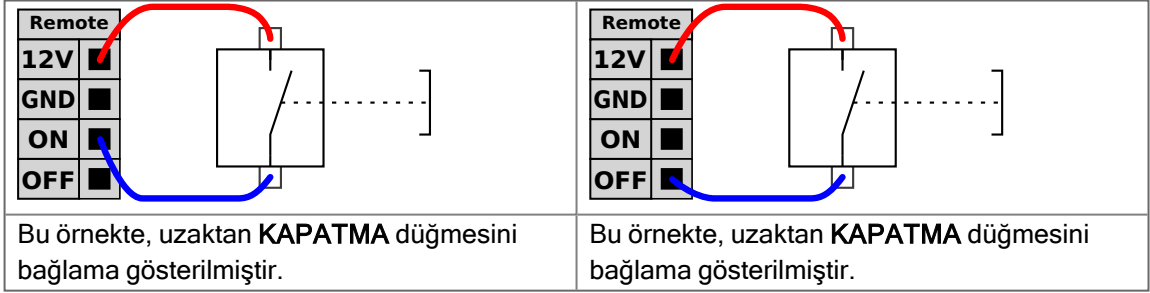 Remote
12V
GND
ON
OFF
Bu örnekte, uzaktan KAPATMA düğmesini
bağlama gösterilmiştir.
Remote
12V
GND
ON
OFF
Bu örnekte, uzaktan KAPATMA düğmesini
bağlama gösterilmiştir.